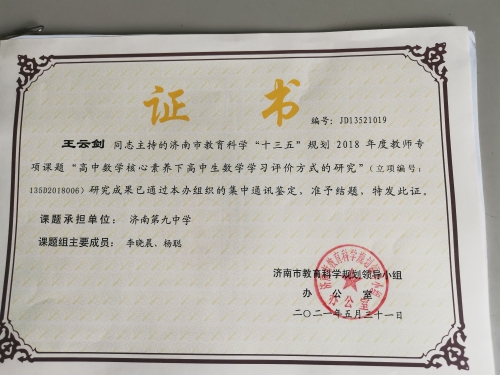 证 书
编号：JD13521019
王云剑 同志主持的济南市教育科学“十三五”规划 2018 年度教师专
项课题“高中数学核心素养下高中生数学学习评价方式的研究”（立项编号：
135D2018006）研究成果已通过本办组织的集中通讯鉴定，准予结题，特发此证。
课题承担单位： 济南第九中学
课题组主要成员： 李晓晨、杨聪
济南市教育科学规划领导小组
办 公 室
二〇二一年五月三十一日